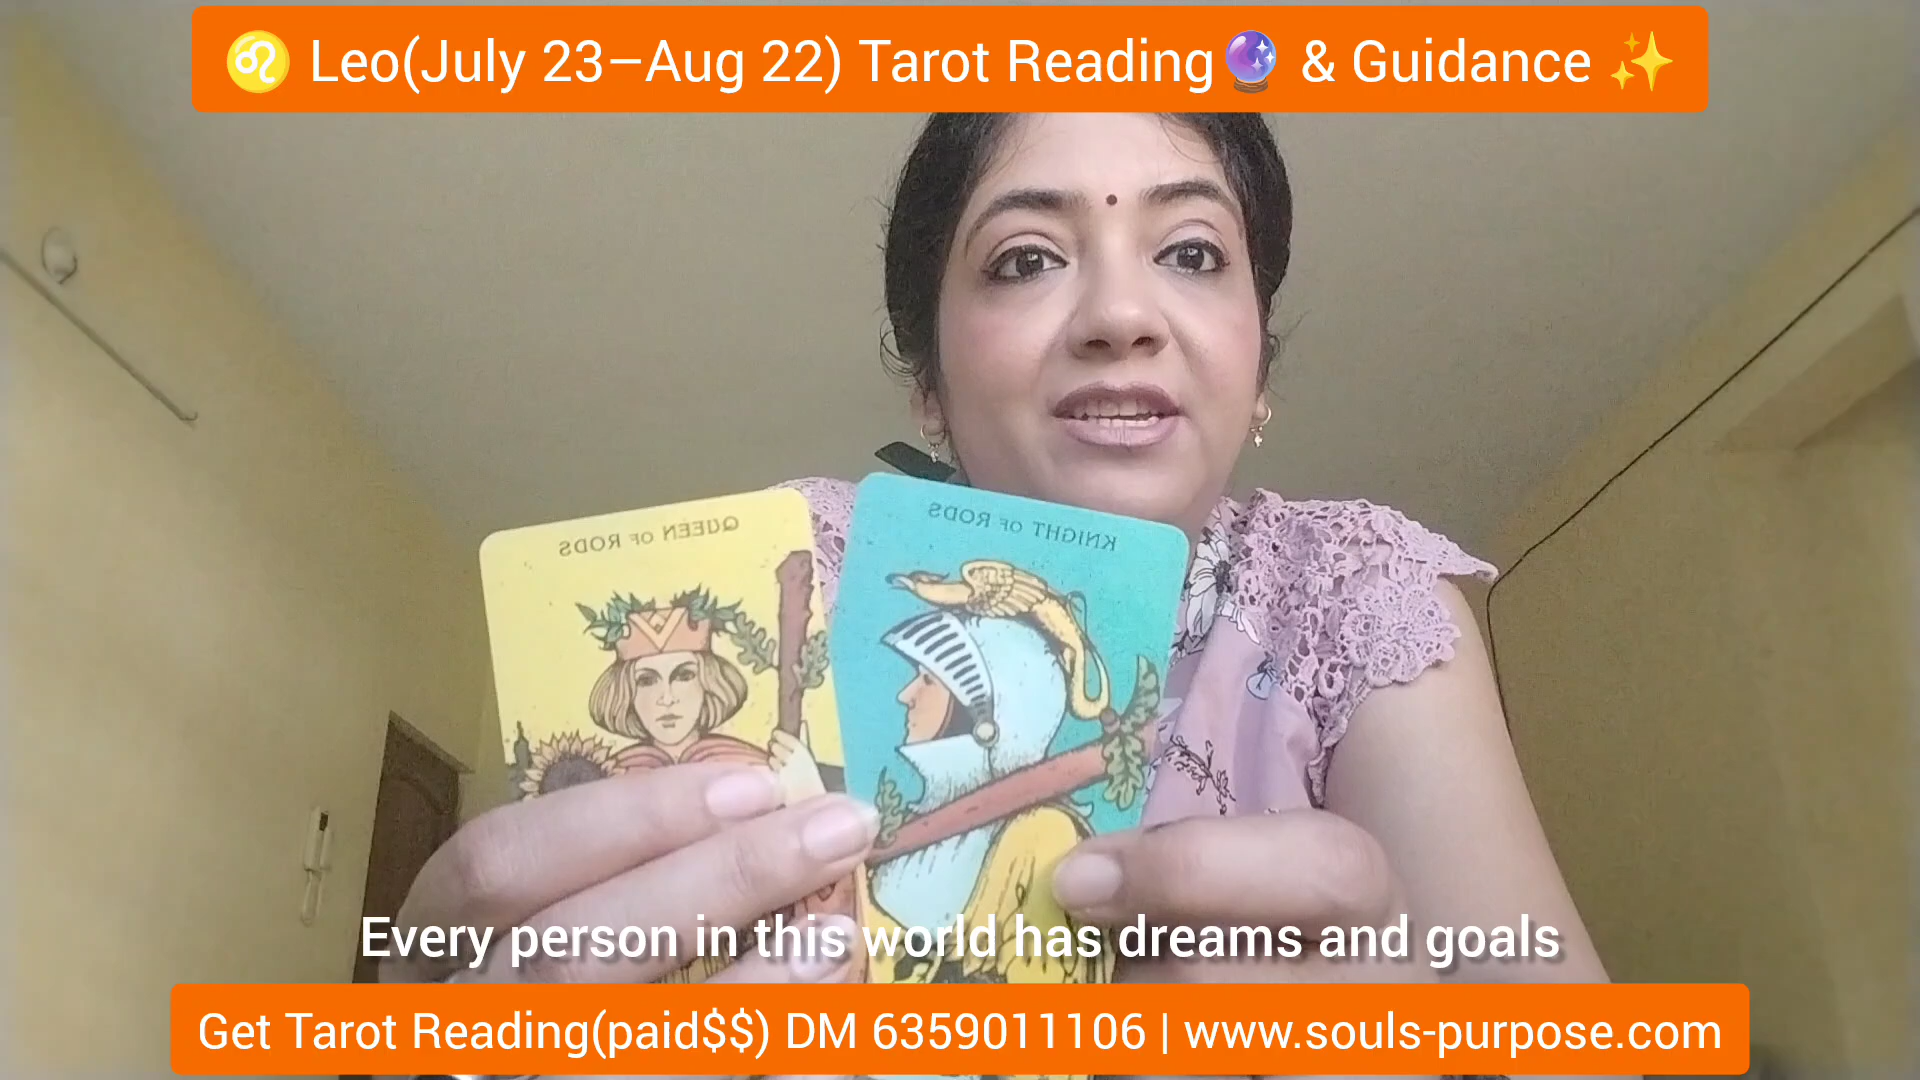 ♌ Leo(July 23–Aug 22) Tarot Reading🔮 & Guidance ✨
QUEEN OF RODS
KNIGHT OF RODS
Every person in this world has dreams and goals
Get Tarot Reading(paid$$) DM 6359011106 | www.souls-purpose.com